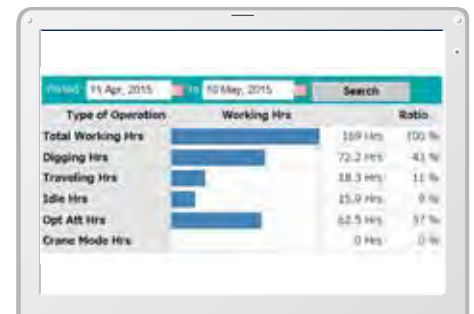 Period 11 Apr, 2015 to 10 May, 2015 Search
Type of Operation Working Hrs Ratio
Total Working Hrs 169 Hrs 100 %
Digging Hrs 72.2 Hrs 43 %
Traveling Hrs 18.3 Hrs 11 %
Idle Hrs 15.9 Hrs 9 %
Opt Att Hrs 62.5 Hrs 37 %
Crane Mode Hrs 0 Hrs 0 %